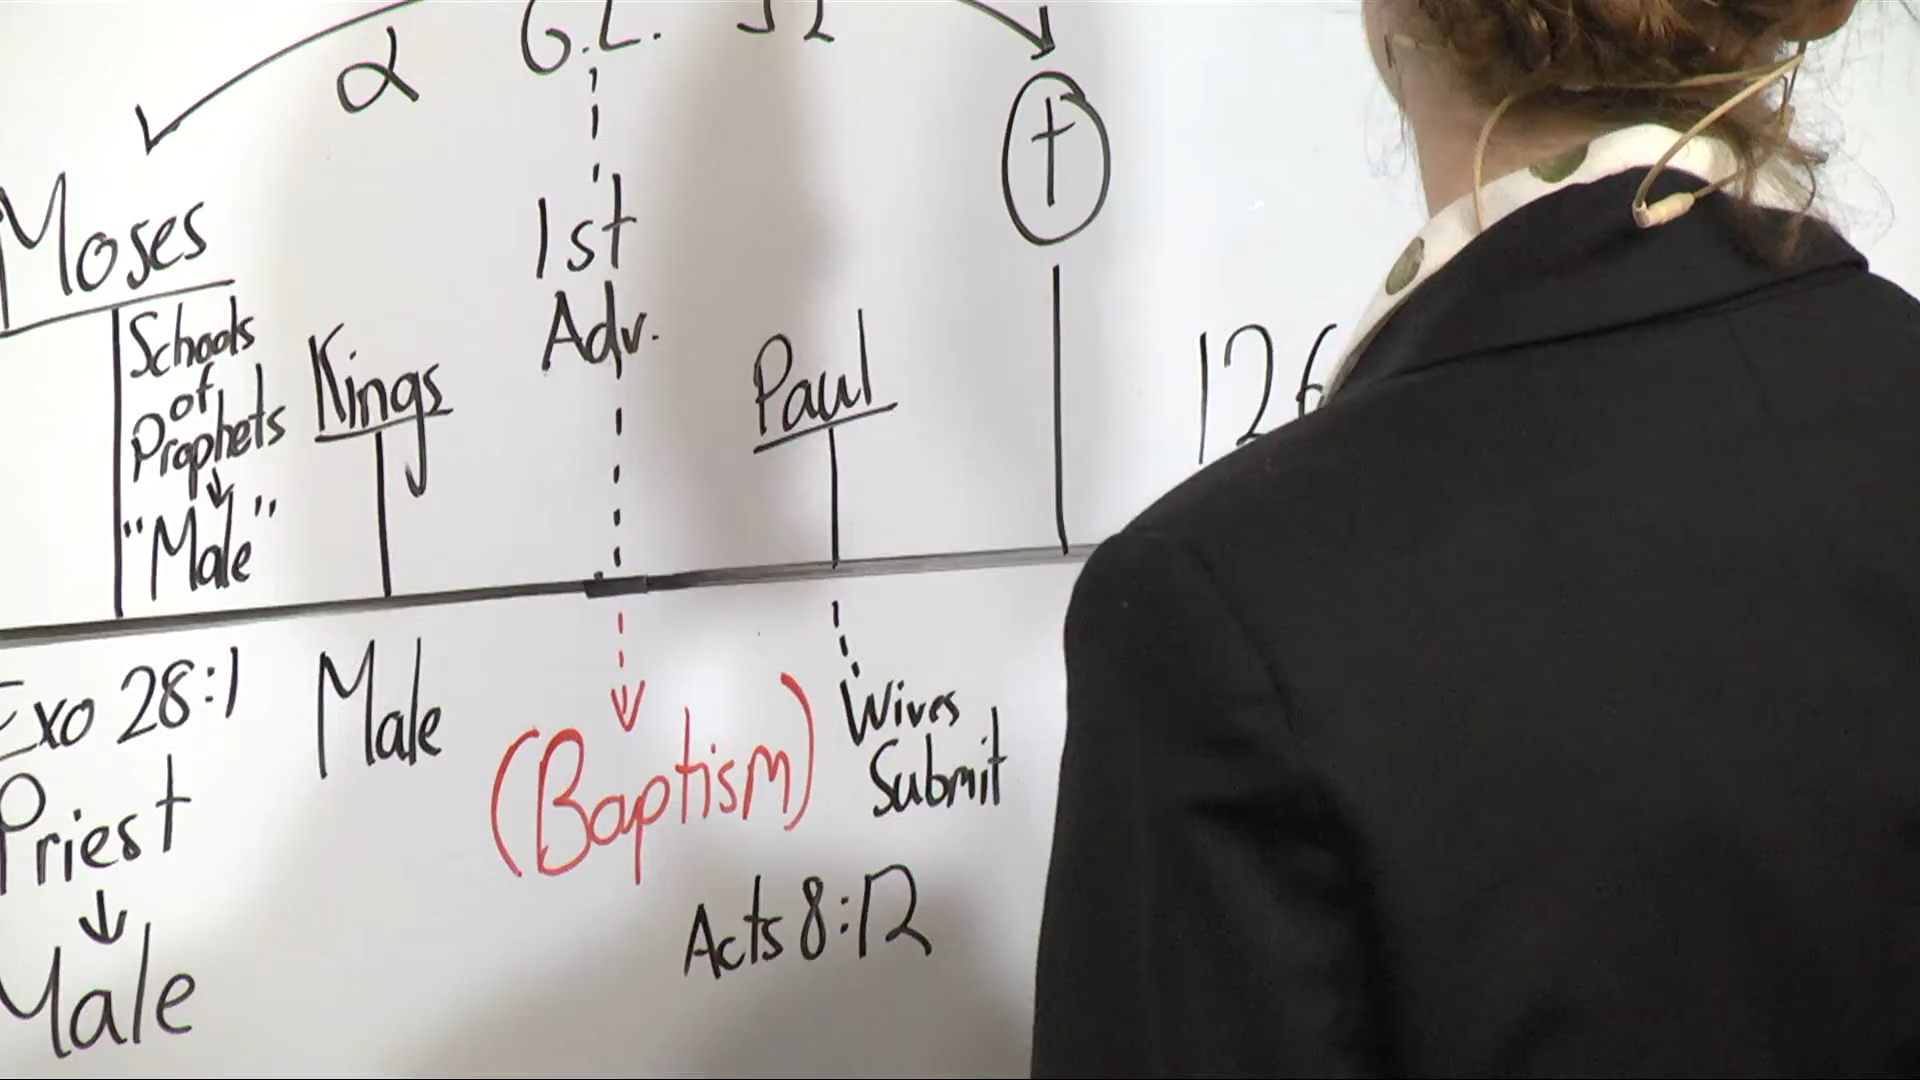 α G.L. Ω
†
Moses
1st
Adv.
Schools
of
Prophets
"Male"
Kings
Paul
126
Exo 28:1
Priest
Male
Male
(Baptism)
Wives
Submit
Acts 8:12